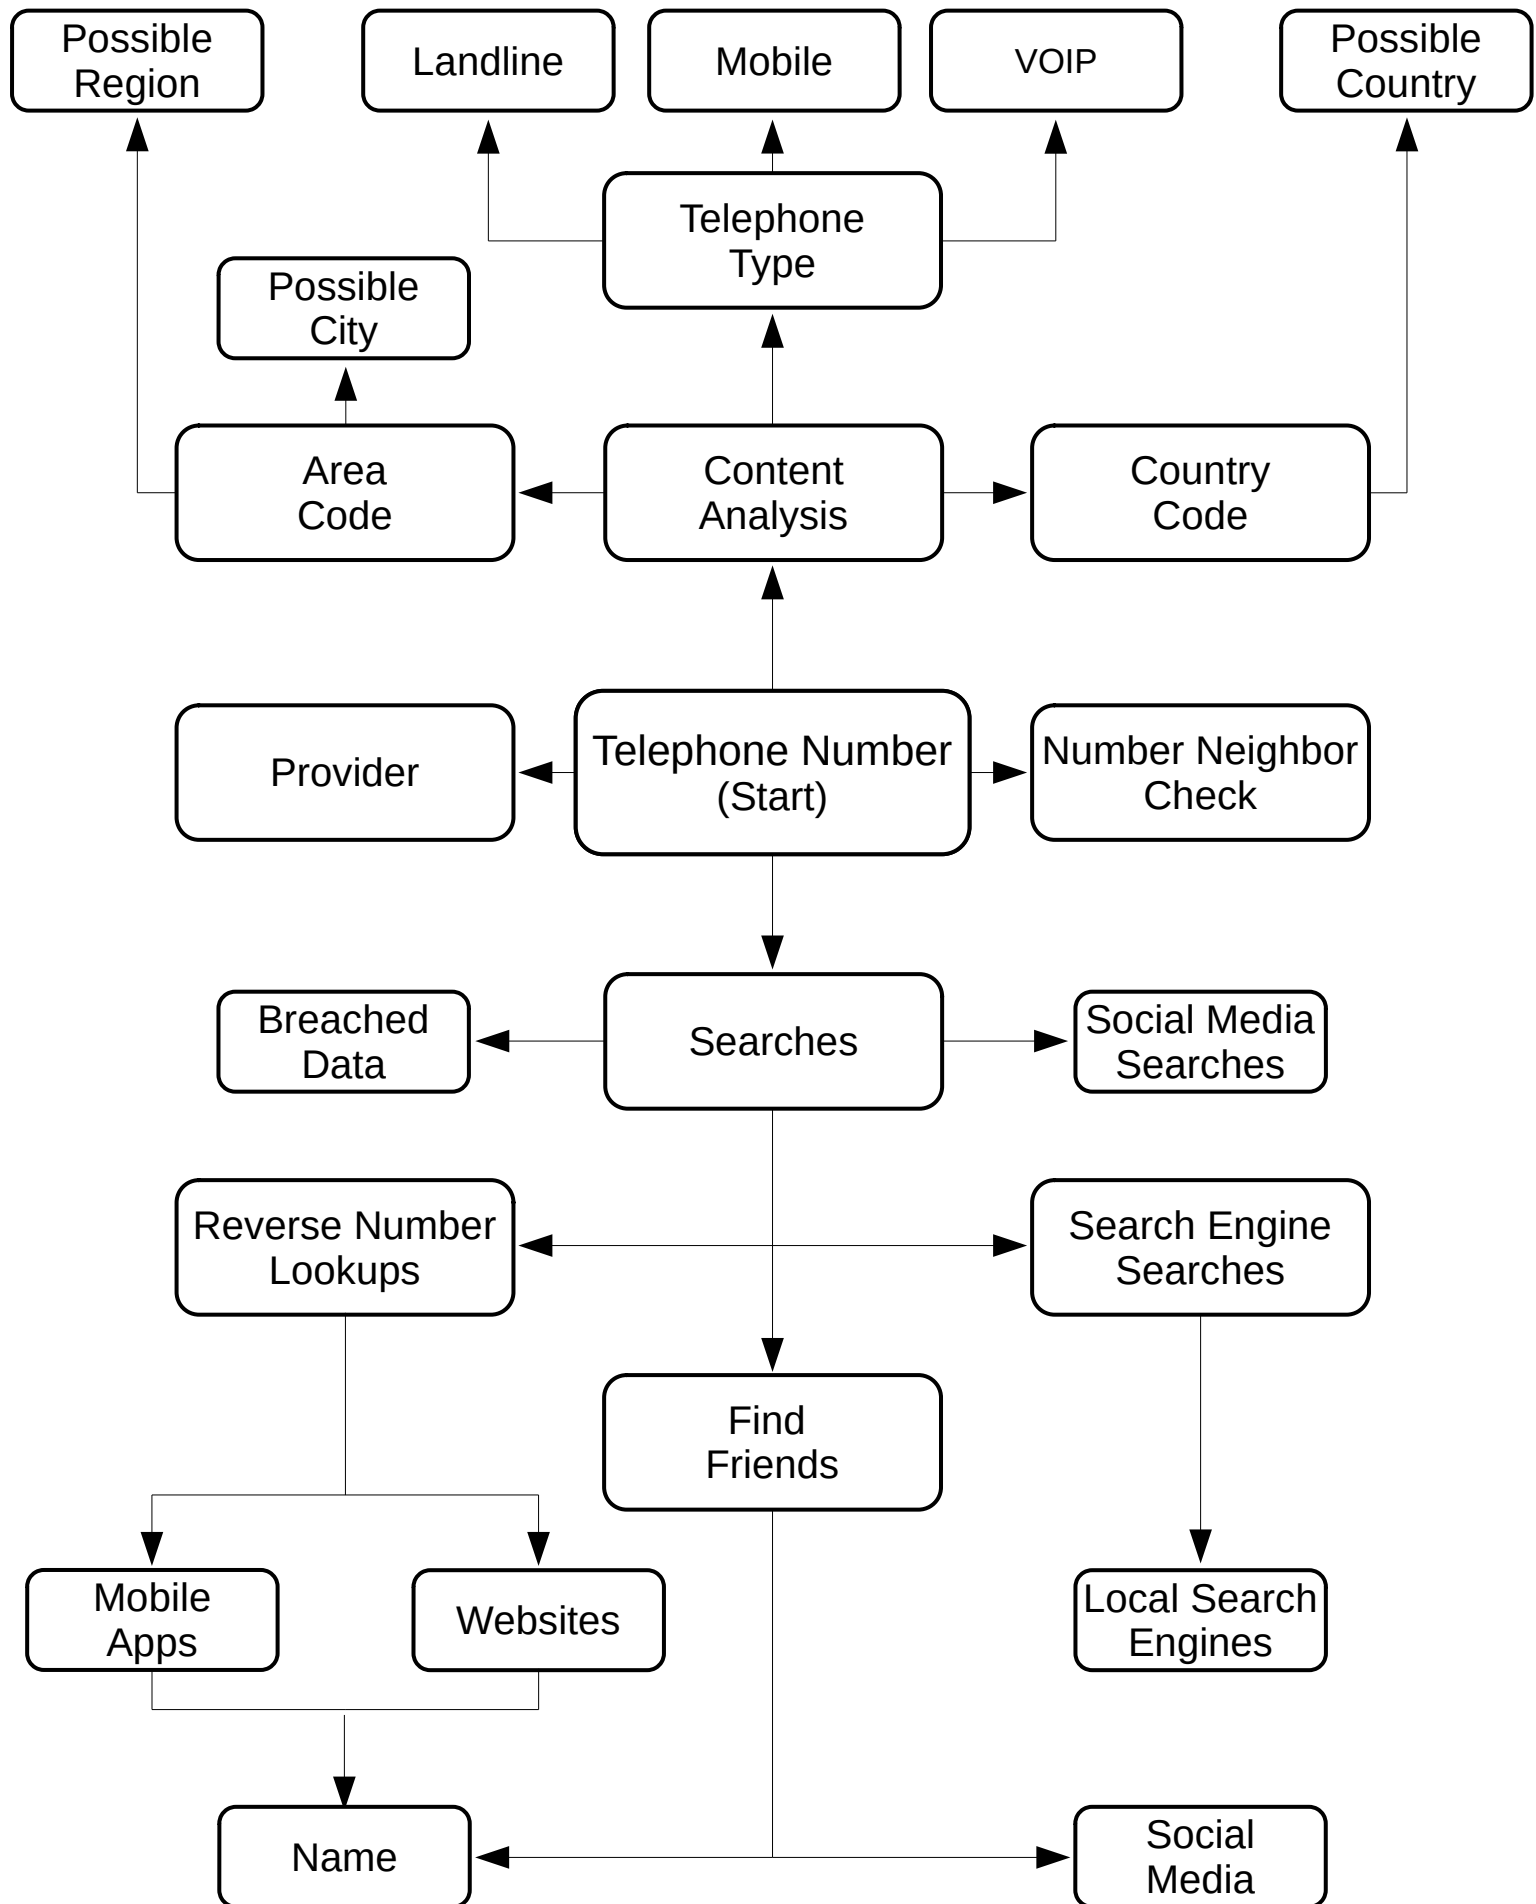 Possible
Region
Landline
Mobile
VOIP
Possible
Country
Telephone
Type
Possible
City
Area
Code
Content
Analysis
Country
Code
Provider
Telephone Number
(Start)
Number Neighbor
Check
Breached
Data
Searches
Social Media
Searches
Reverse Number
Lookups
Search Engine
Searches
Find
Friends
Mobile
Apps
Websites
Local Search
Engines
Name
Social
Media